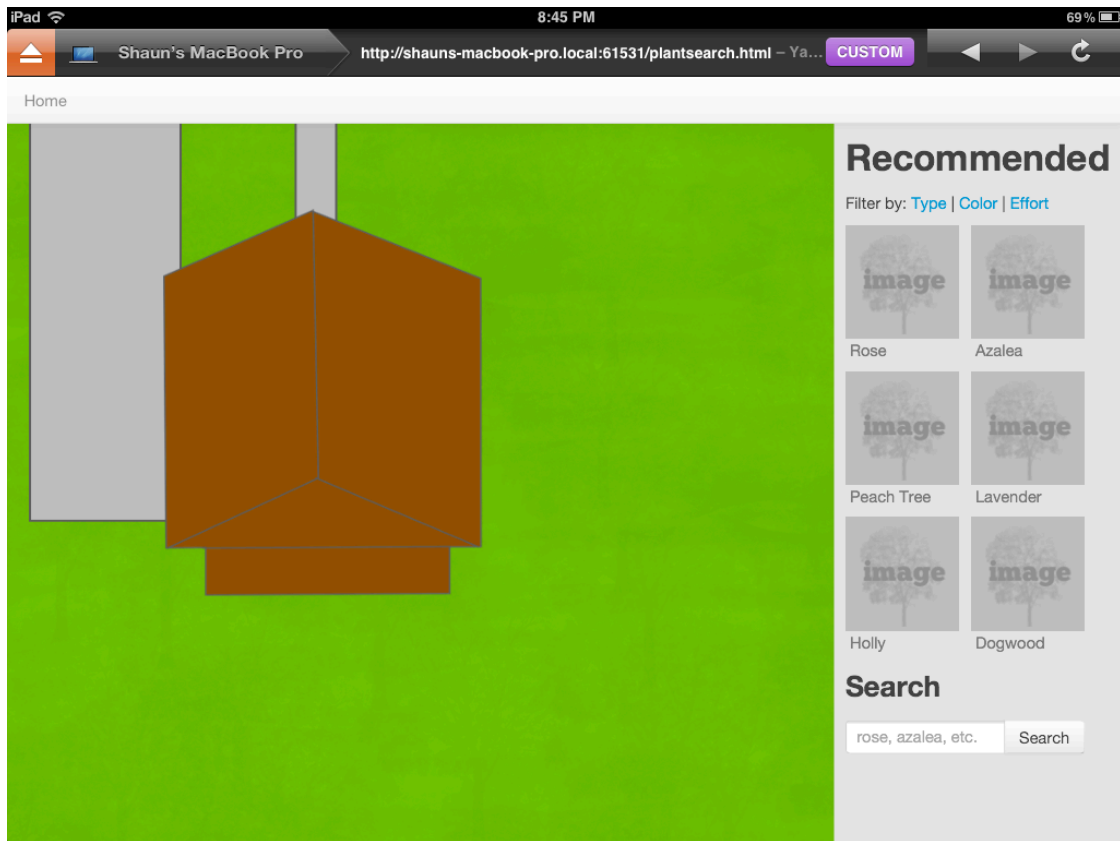 iPad 8:45 PM 69%
Shaun's MacBook Pro http://shauns-macbook-pro.local:61531/plantsearch.html – Ya... CUSTOM
Home
Recommended
Filter by: Type | Color | Effort
image image
Rose Azalea
image image
Peach Tree Lavender
image image
Holly Dogwood
Search
rose, azalea, etc. Search